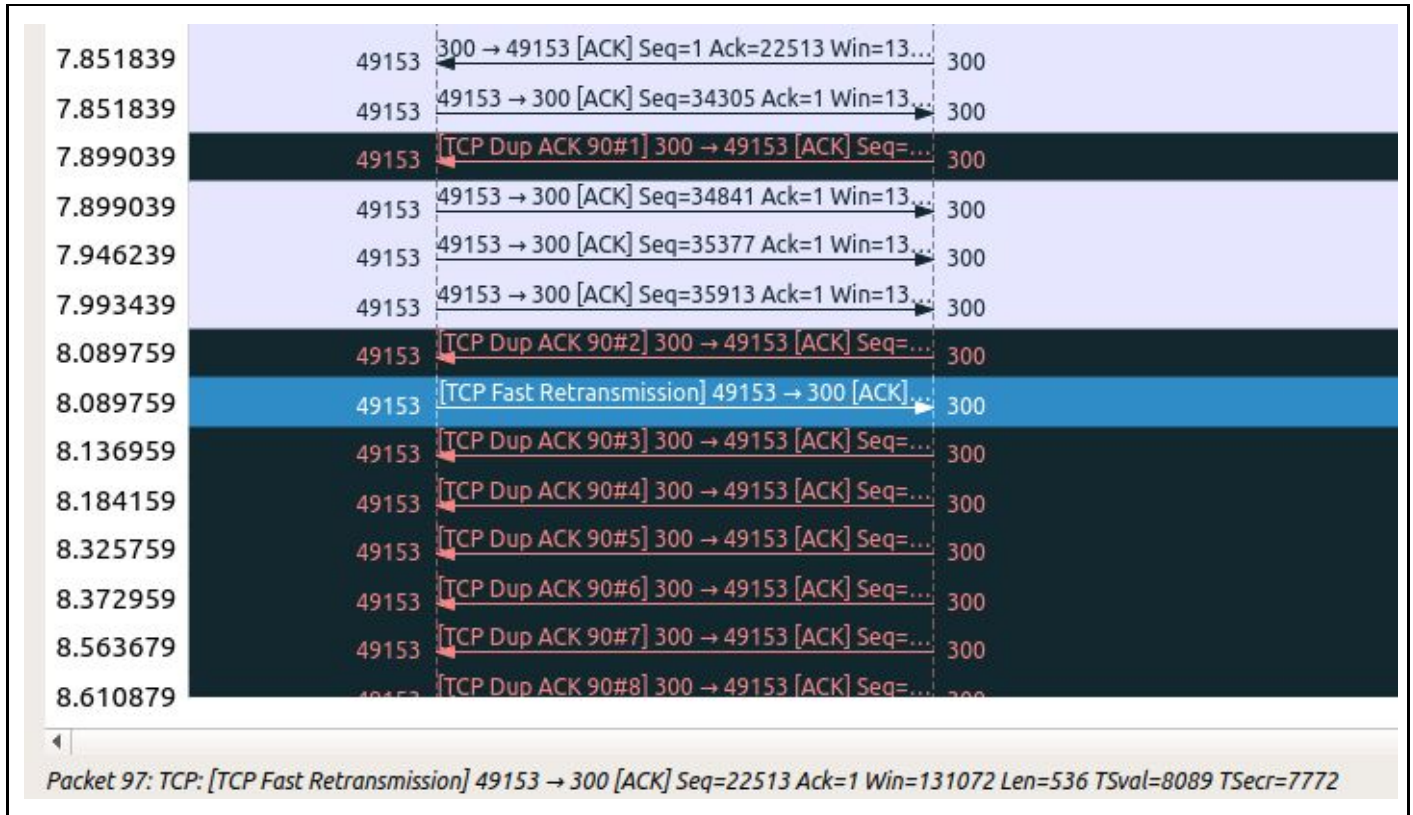 7.851839 49153 300 → 49153 [ACK] Seq=1 Ack=22513 Win=13… 300
7.851839 49153 49153 → 300 [ACK] Seq=34305 Ack=1 Win=13… 300
7.899039 49153 [TCP Dup ACK 90#1] 300 → 49153 [ACK] Seq=… 300
7.899039 49153 49153 → 300 [ACK] Seq=34841 Ack=1 Win=13… 300
7.946239 49153 49153 → 300 [ACK] Seq=35377 Ack=1 Win=13… 300
7.993439 49153 49153 → 300 [ACK] Seq=35913 Ack=1 Win=13… 300
8.089759 49153 [TCP Dup ACK 90#2] 300 → 49153 [ACK] Seq=… 300
8.089759 49153 [TCP Fast Retransmission] 49153 → 300 [ACK]… 300
8.136959 49153 [TCP Dup ACK 90#3] 300 → 49153 [ACK] Seq=… 300
8.184159 49153 [TCP Dup ACK 90#4] 300 → 49153 [ACK] Seq=… 300
8.325759 49153 [TCP Dup ACK 90#5] 300 → 49153 [ACK] Seq=… 300
8.372959 49153 [TCP Dup ACK 90#6] 300 → 49153 [ACK] Seq=… 300
8.563679 49153 [TCP Dup ACK 90#7] 300 → 49153 [ACK] Seq=… 300
8.610879 49153 [TCP Dup ACK 90#8] 300 → 49153 [ACK] Seq=… 300
Packet 97: TCP: [TCP Fast Retransmission] 49153 → 300 [ACK] Seq=22513 Ack=1 Win=131072 Len=536 TSval=8089 TSecr=7772